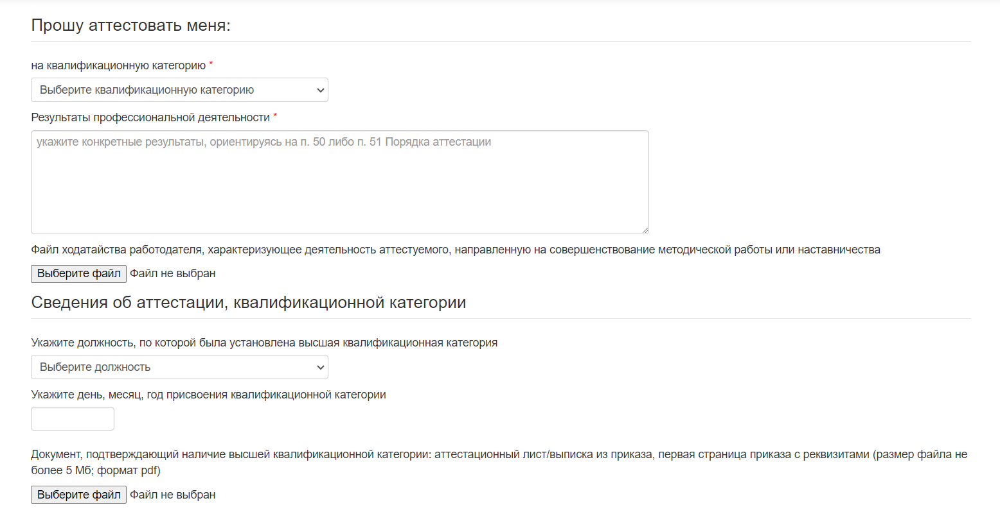 Прошу аттестовать меня:
на квалификационную категорию *
Выберите квалификационную категорию
Результаты профессиональной деятельности *
укажите конкретные результаты, ориентируясь на п. 50 либо п. 51 Порядка аттестации
Файл ходатайства работодателя, характеризующее деятельность аттестуемого, направленную на совершенствование методической работы или наставничества
Выберите файл Файл не выбран
Сведения об аттестации, квалификационной категории
Укажите должность, по которой была установлена высшая квалификационная категория
Выберите должность
Укажите день, месяц, год присвоения квалификационной категории
Документ, подтверждающий наличие высшей квалификационной категории: аттестационный лист/выписка из приказа, первая страница приказа с реквизитами (размер файла не
более 5 Мб; формат pdf)
Выберите файл Файл не выбран